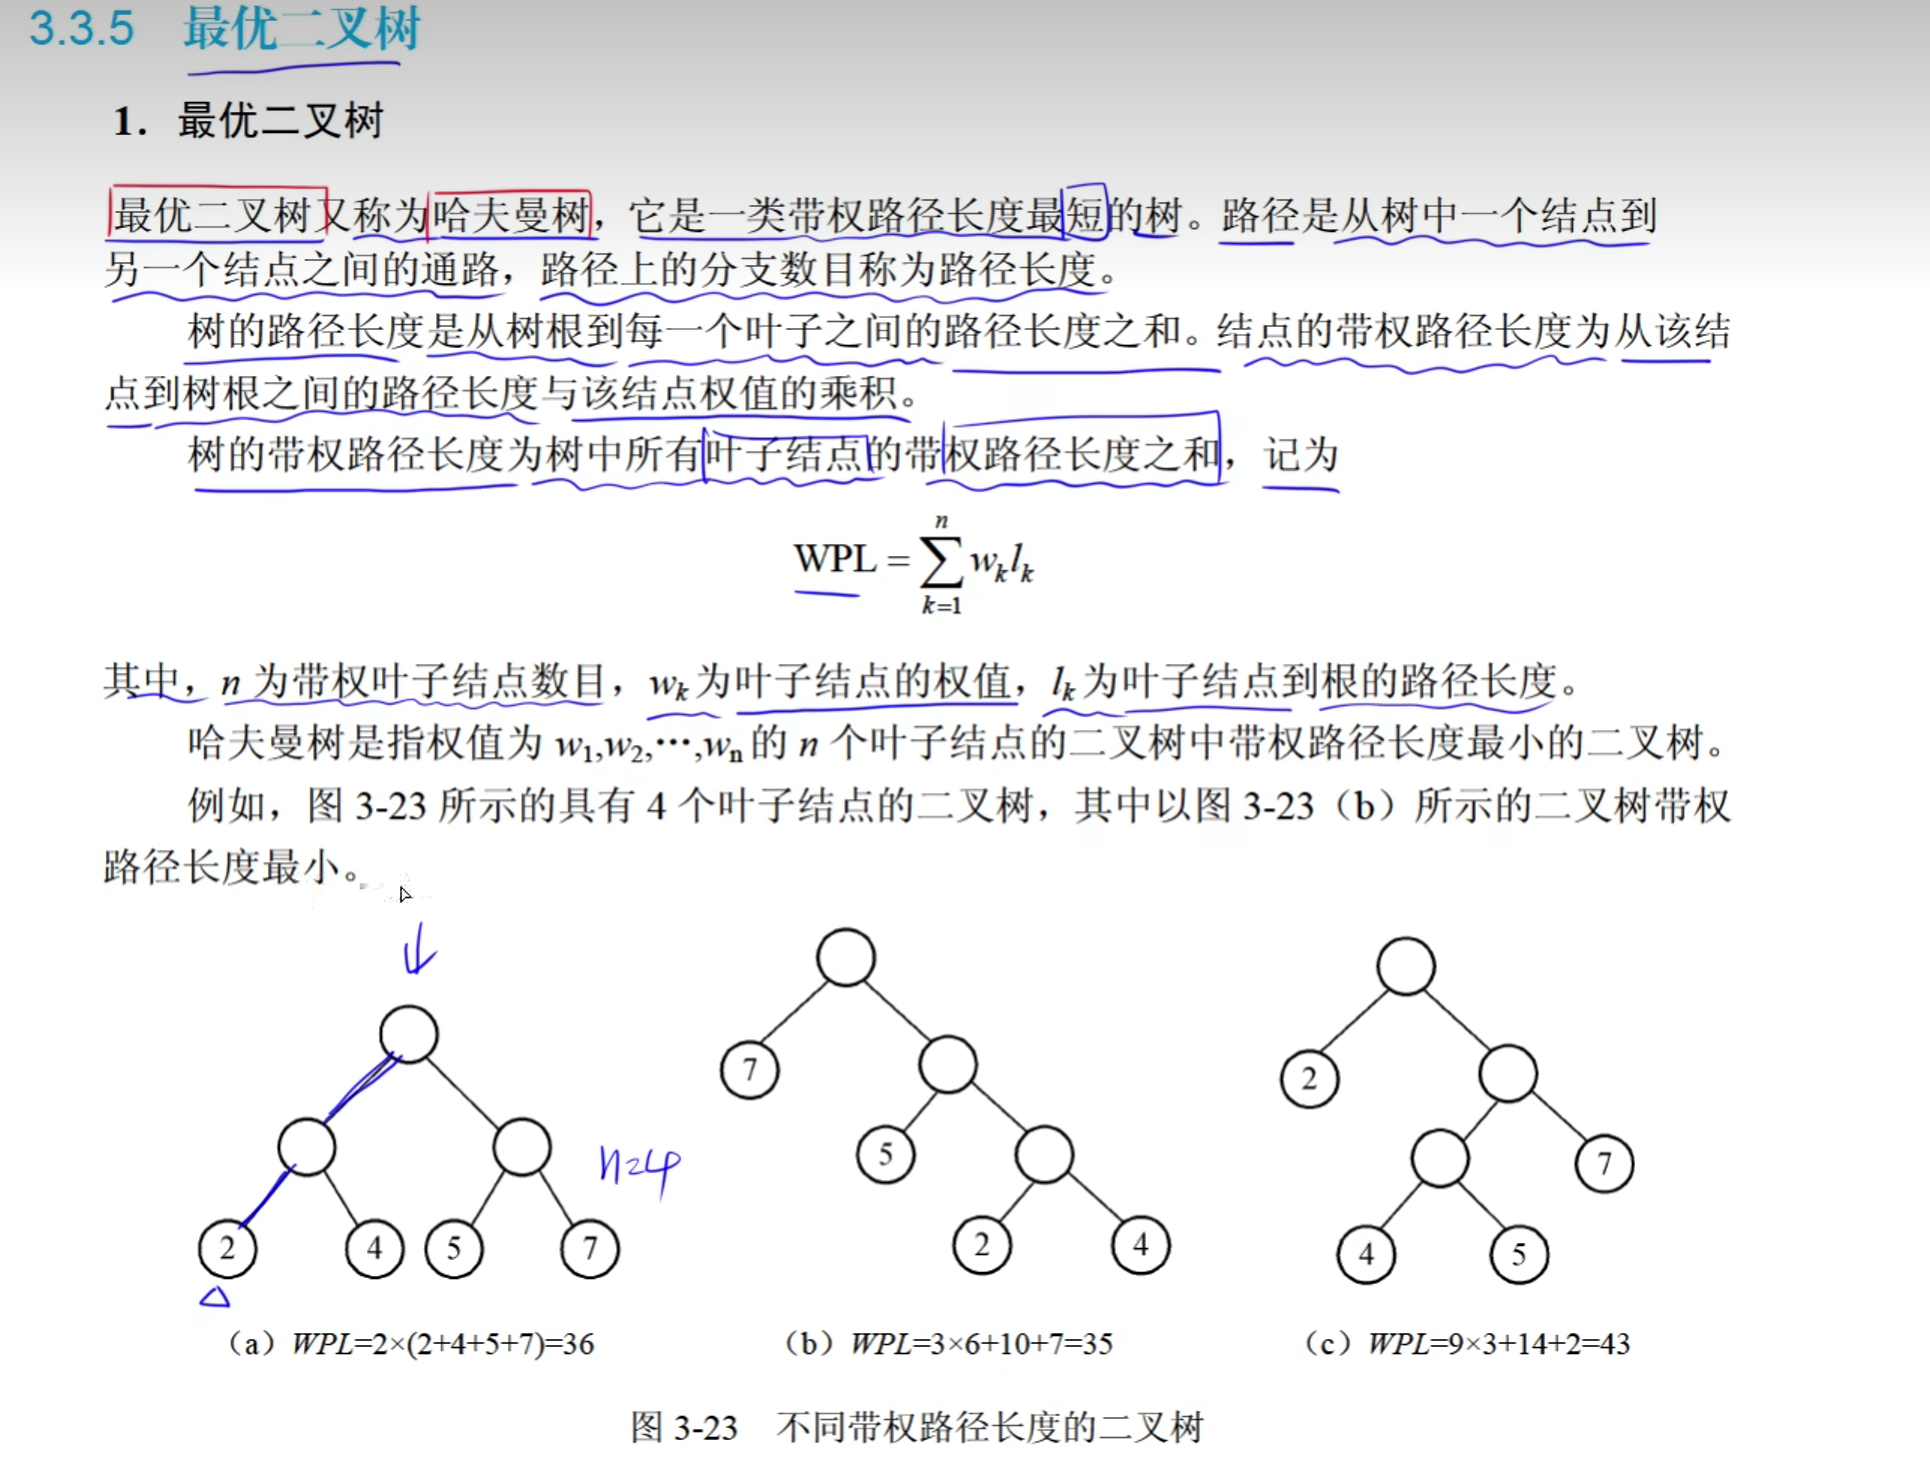 3.3.5 最优二叉树
1. 最优二叉树
最优二叉树又称为哈夫曼树，它是一类带权路径长度最短的树。路径是从树中一个结点到
另一个结点之间的通路，路径上的分支数目称为路径长度。
树的路径长度是从树根到每一个叶子之间的路径长度之和。结点的带权路径长度为从该结
点到树根之间的路径长度与该结点权值的乘积。
树的带权路径长度为树中所有叶子结点的带权路径长度之和，记为
WPL = ∑_{k=1}^{n} w_k l_k
其中，n 为带权叶子结点数目，w_k 为叶子结点的权值，l_k 为叶子结点到根的路径长度。
哈夫曼树是指权值为 w₁,w₂,⋯,wₙ 的 n 个叶子结点的二叉树中带权路径长度最小的二叉树。
例如，图 3-23 所示的具有 4 个叶子结点的二叉树，其中以图 3-23（b）所示的二叉树带权
路径长度最小。
2 4 5 7
n=4
7
5
2 4
2
7
4 5
（a）WPL=2×(2+4+5+7)=36
（b）WPL=3×6+10+7=35
（c）WPL=9×3+14+2=43
图 3-23 不同带权路径长度的二叉树